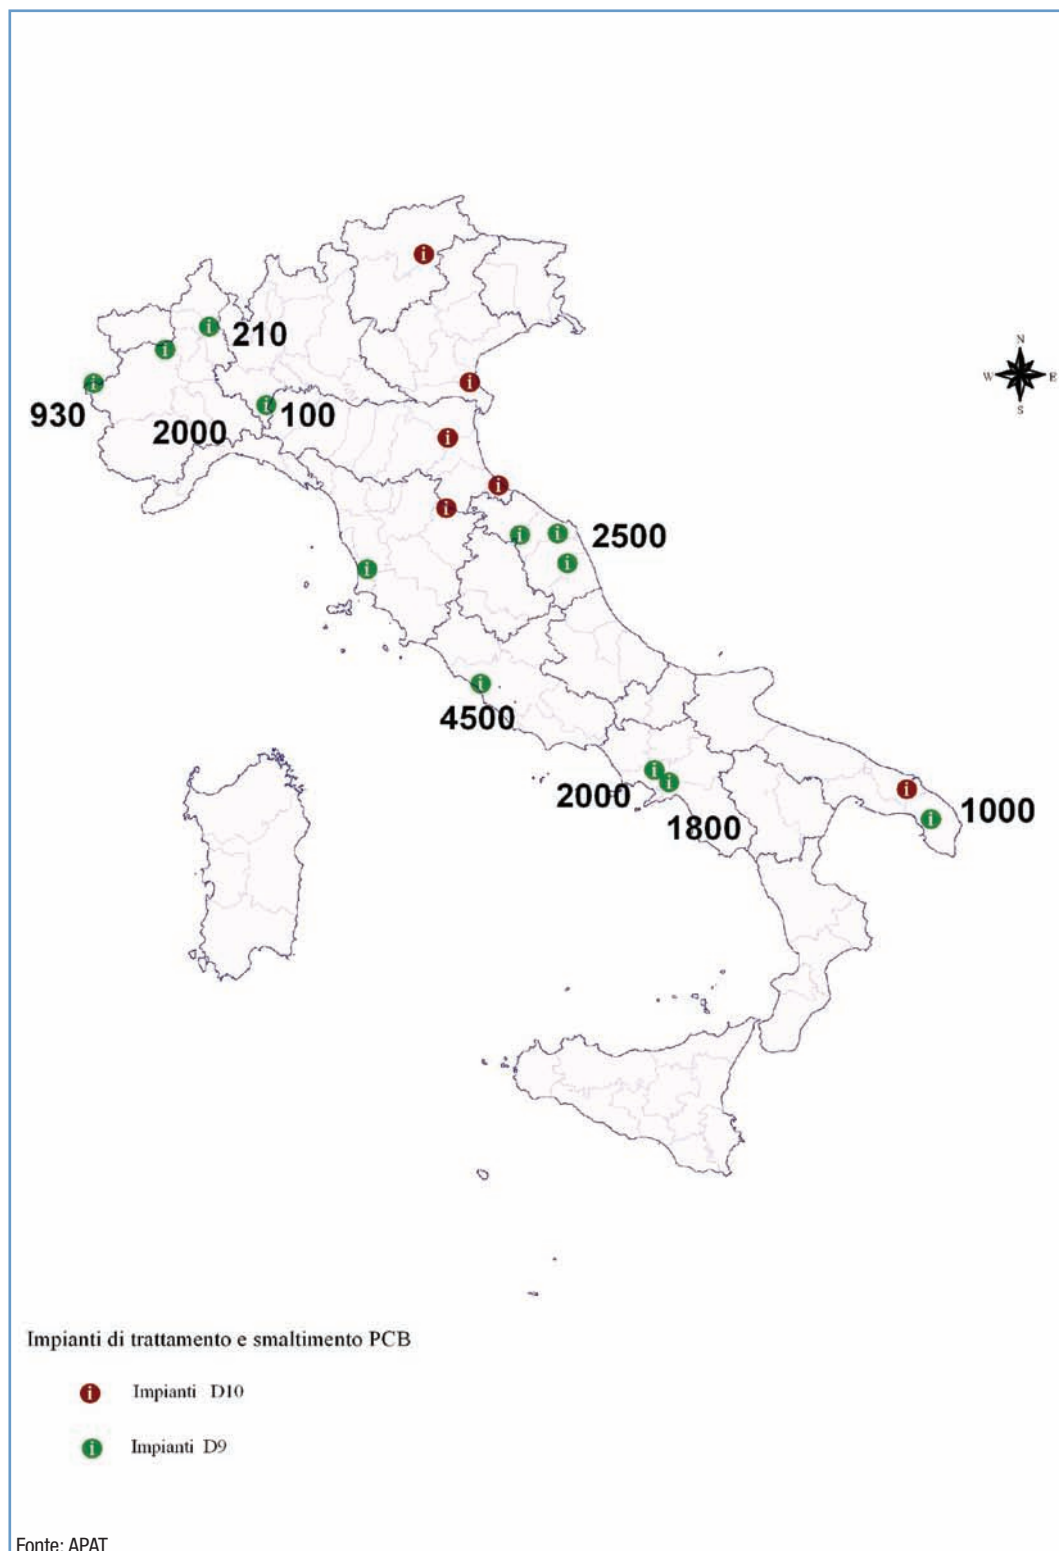 N
W E
S
210
930
2000
100
2500
4500
2000
1800
1000
Impianti di trattamento e smaltimento PCB
i Impianti D10
i Impianti D9
Fonte: APAT